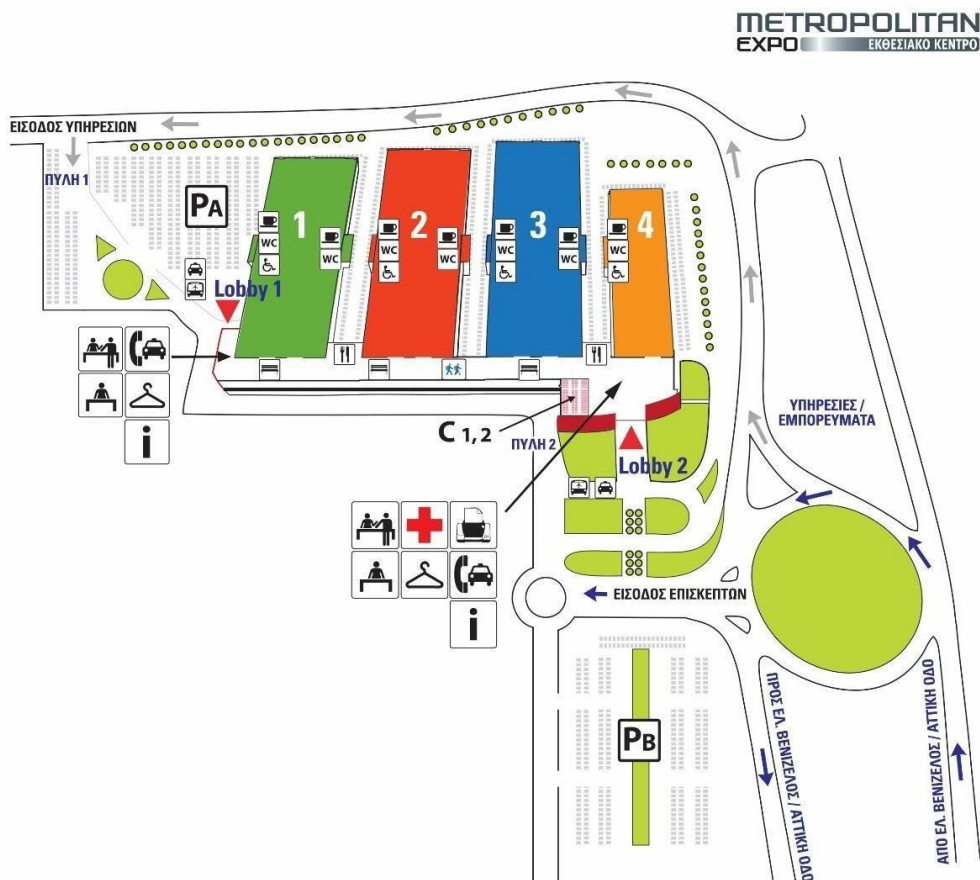 METROPOLITAN
EXPO ΕΚΘΕΣΙΑΚΟ ΚΕΝΤΡΟ
ΕΙΣΟΔΟΣ ΥΠΗΡΕΣΙΩΝ
ΠΥΛΗ 1
PA
1
2
3
4
WC
WC
WC
WC
WC
WC
WC
Lobby 1
i
C 1,2
ΠΥΛΗ 2
Lobby 2
ΥΠΗΡΕΣΙΕΣ /
ΕΜΠΟΡΕΥΜΑΤΑ
i
ΕΙΣΟΔΟΣ ΕΠΙΣΚΕΠΤΩΝ
PB
ΠΡΟΣ ΕΛ. ΒΕΝΙΖΕΛΟΣ / ΑΤΤΙΚΗ ΟΔΟ
ΑΠΟ ΕΛ. ΒΕΝΙΖΕΛΟΣ / ΑΤΤΙΚΗ ΟΔΟ